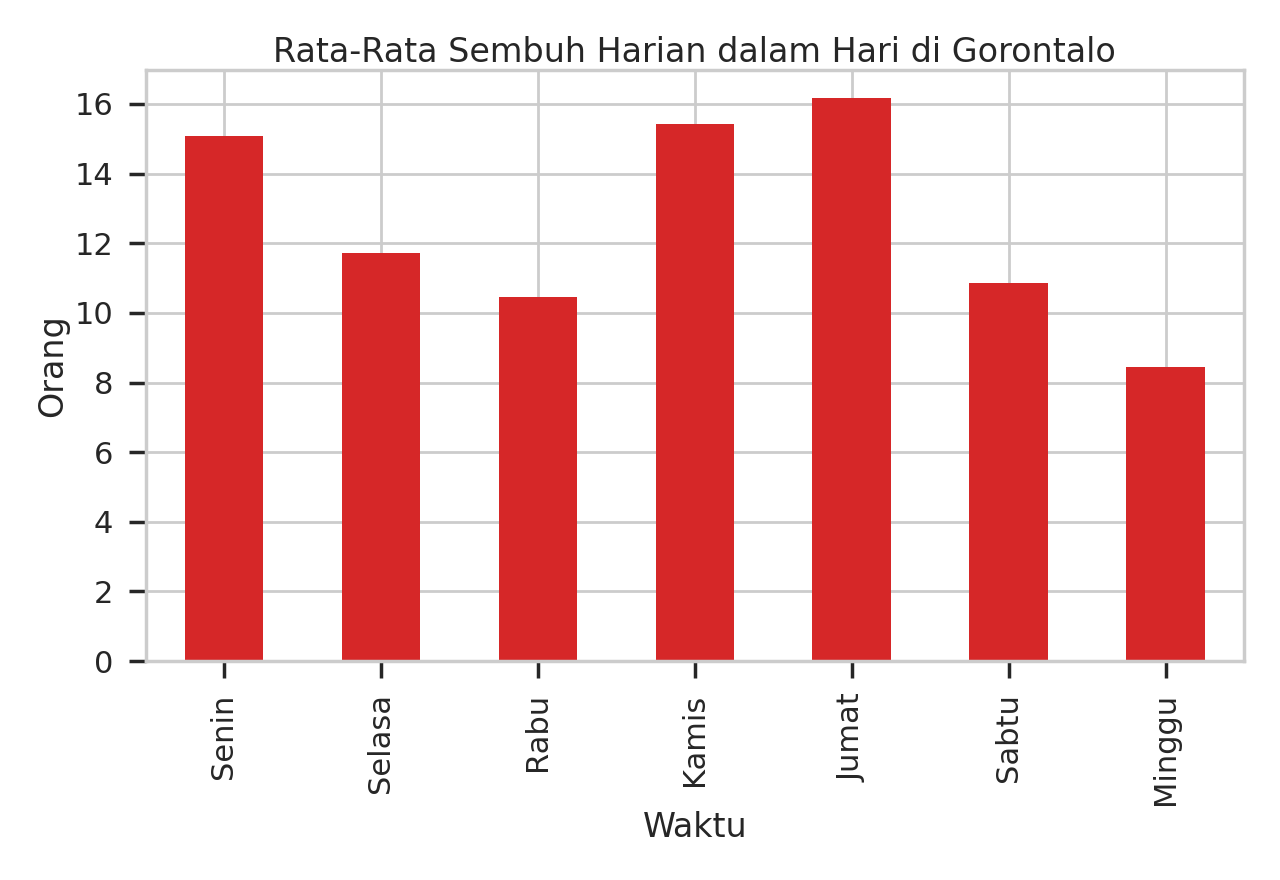 Rata-Rata Sembuh Harian dalam Hari di Gorontalo
16
14
12
10
8
6
4
2
0
Orang
Senin
Selasa
Rabu
Kamis
Jumat
Sabtu
Minggu
Waktu